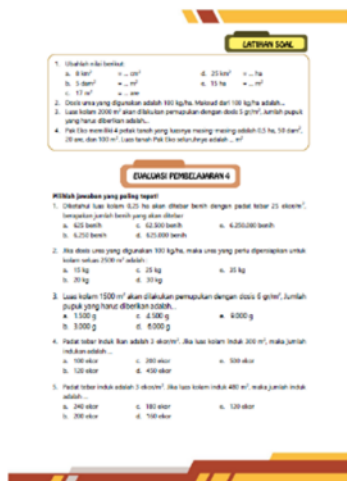 LATIHAN SOAL
1. Ubahlah nilai berikut
a. 8 km² = ... cm² d. 25 km² = ... ha
b. 5 dam² = ... m² e. 15 ha = ... m²
c. 17 m² = ... are
2. Dosis urea yang digunakan adalah 100 kg/ha. Maksud dari 100 kg/ha adalah...
3. Luas kolam 2000 m² akan dilakukan pemupukan dengan dosis 5 gr/m², Jumlah pupuk
yang harus diberikan adalah...
4. Pak Eko memiliki 4 petak tanah yang luasnya masing-masing adalah 0,5 ha, 50 dam²,
20 are, dan 100 m². Luas tanah Pak Eko seluruhnya adalah ... m²
EVALUASI PEMBELAJARAN 4
Pilihlah jawaban yang paling tepat!
1. Diketahui luas kolam 0,25 ha akan ditebar benih dengan padat tebar 25 ekor/m²,
berapakan jumlah benih yang akan ditebar
a. 625 benih c. 62.500 benih e. 6.250.000 benih
b. 6.250 benih d. 625.000 benih
2. Jika dosis urea yang digunakan 100 kg/ha, maka urea yang perlu dipersiapkan untuk
kolam seluas 2500 m² adalah :
a. 15 kg c. 25 kg e. 35 kg
b. 20 kg d. 30 kg
3. Luas kolam 1500 m² akan dilakukan pemupukan dengan dosis 6 gr/m², Jumlah
pupuk yang harus diberikan adalah...
a. 1.500 g c. 4.500 g e. 9.000 g
b. 3.000 g d. 6.000 g
4. Padat tebar induk ikan adalah 3 ekor/m². Jika luas kolam induk 300 m², maka jumlah
indukan adalah ...
a. 100 ekor c. 200 ekor e. 500 ekor
b. 120 ekor d. 450 ekor
5. Padat tebar induk adalah 3 ekor/m². Jika luas kolam induk 480 m², maka jumlah induk
adalah ...
a. 240 ekor c. 180 ekor e. 120 ekor
b. 200 ekor d. 160 ekor